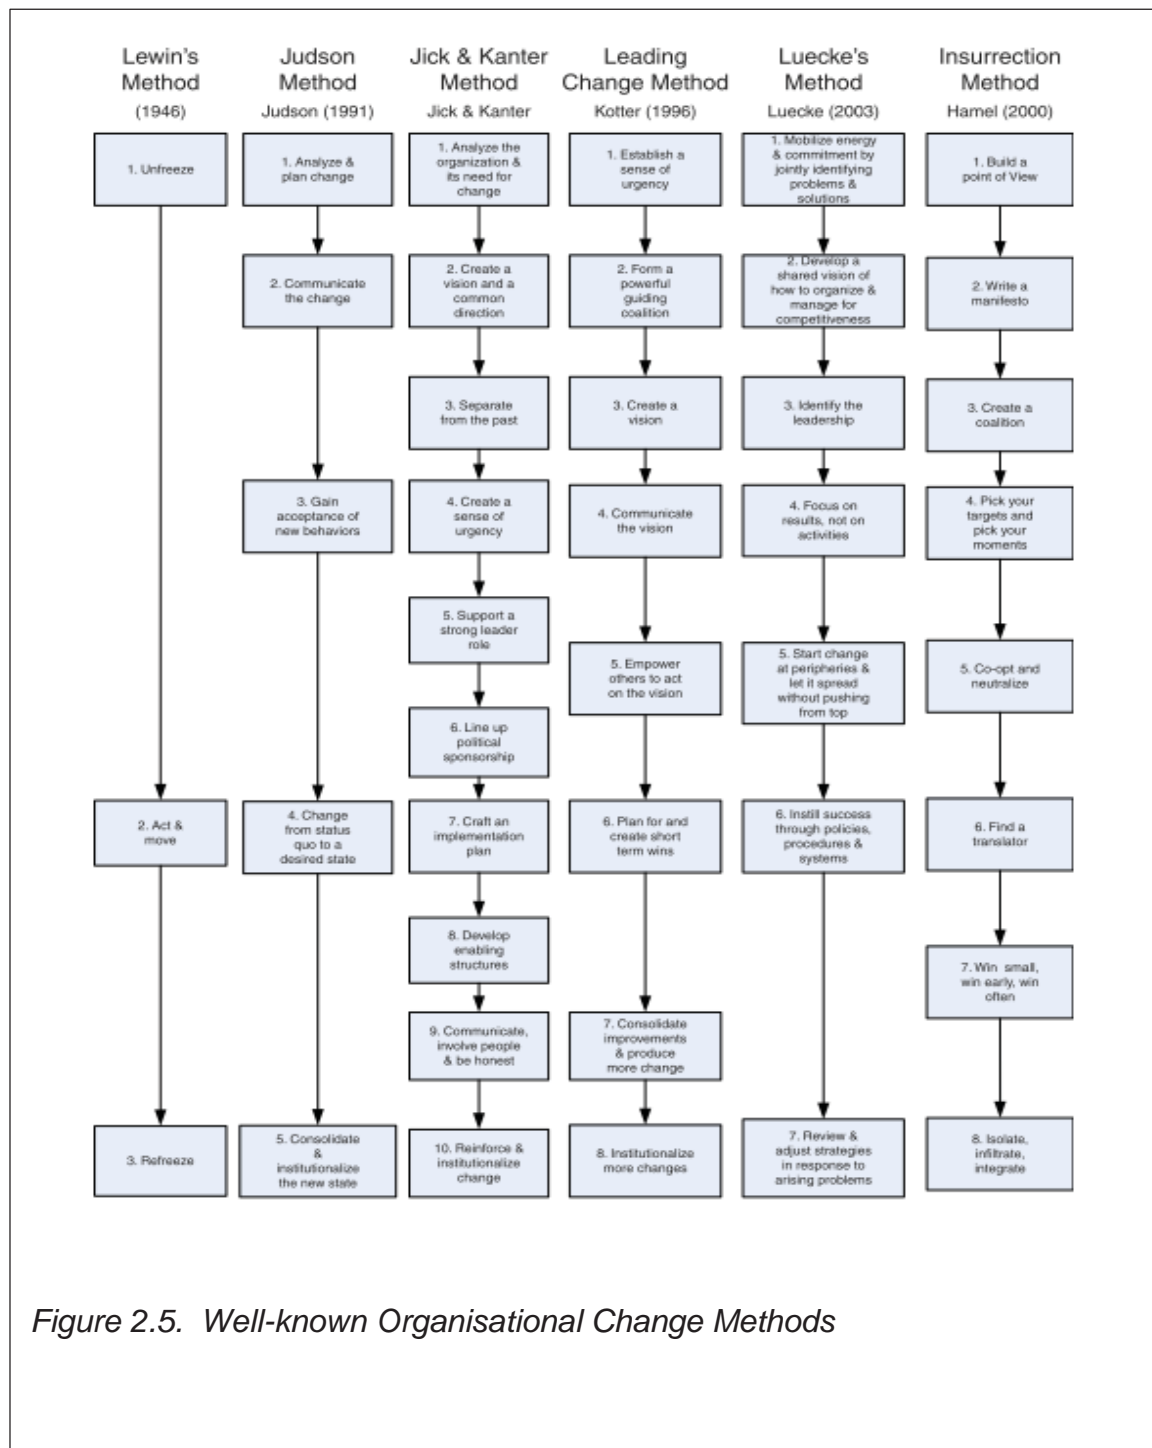 Lewin's
Method
(1946)
1. Unfreeze
2. Act &
move
3. Refreeze
Judson
Method
Judson (1991)
1. Analyze &
plan change
2. Communicate
the change
3. Gain
acceptance of
new behaviors
4. Change
from status
quo to a
desired state
5. Consolidate
&
institutionalize
the new state
Jick & Kanter
Method
Jick & Kanter
1. Analyze the
organization &
its need for
change
2. Create a
vision and a
common
direction
3. Separate
from the past
4. Create a
sense of
urgency
5. Support a
strong leader
role
6. Line up
political
sponsorship
7. Craft an
implementation
plan
8. Develop
enabling
structures
9. Communicate,
involve people
& be honest
10. Reinforce &
institutionalize
change
Leading
Change Method
Kotter (1996)
1. Establish a
sense of
urgency
2. Form a
powerful
guiding
coalition
3. Create a
vision
4. Communicate
the vision
5. Empower
others to act
on the vision
6. Plan for and
create short
term wins
7. Consolidate
improvements
& produce
more change
8. Institutionalize
more changes
Luecke's
Method
Luecke (2003)
1. Mobilize energy
& commitment by
jointly identifying
problems &
solutions
2. Develop a
shared vision of
how to organize &
manage for
competitiveness
3. Identify the
leadership
4. Focus on
results, not on
activities
5. Start change
at peripheries &
let it spread
without pushing
from top
6. Instill success
through policies,
procedures &
systems
7. Review &
adjust strategies
in response to
arising problems
Insurrection
Method
Hamel (2000)
1. Build a
point of View
2. Write a
manifesto
3. Create a
coalition
4. Pick your
targets and
pick your
moments
5. Co-opt and
neutralize
6. Find a
translator
7. Win small,
win early, win
often
8. Isolate,
infiltrate,
integrate
Figure 2.5. Well-known Organisational Change Methods